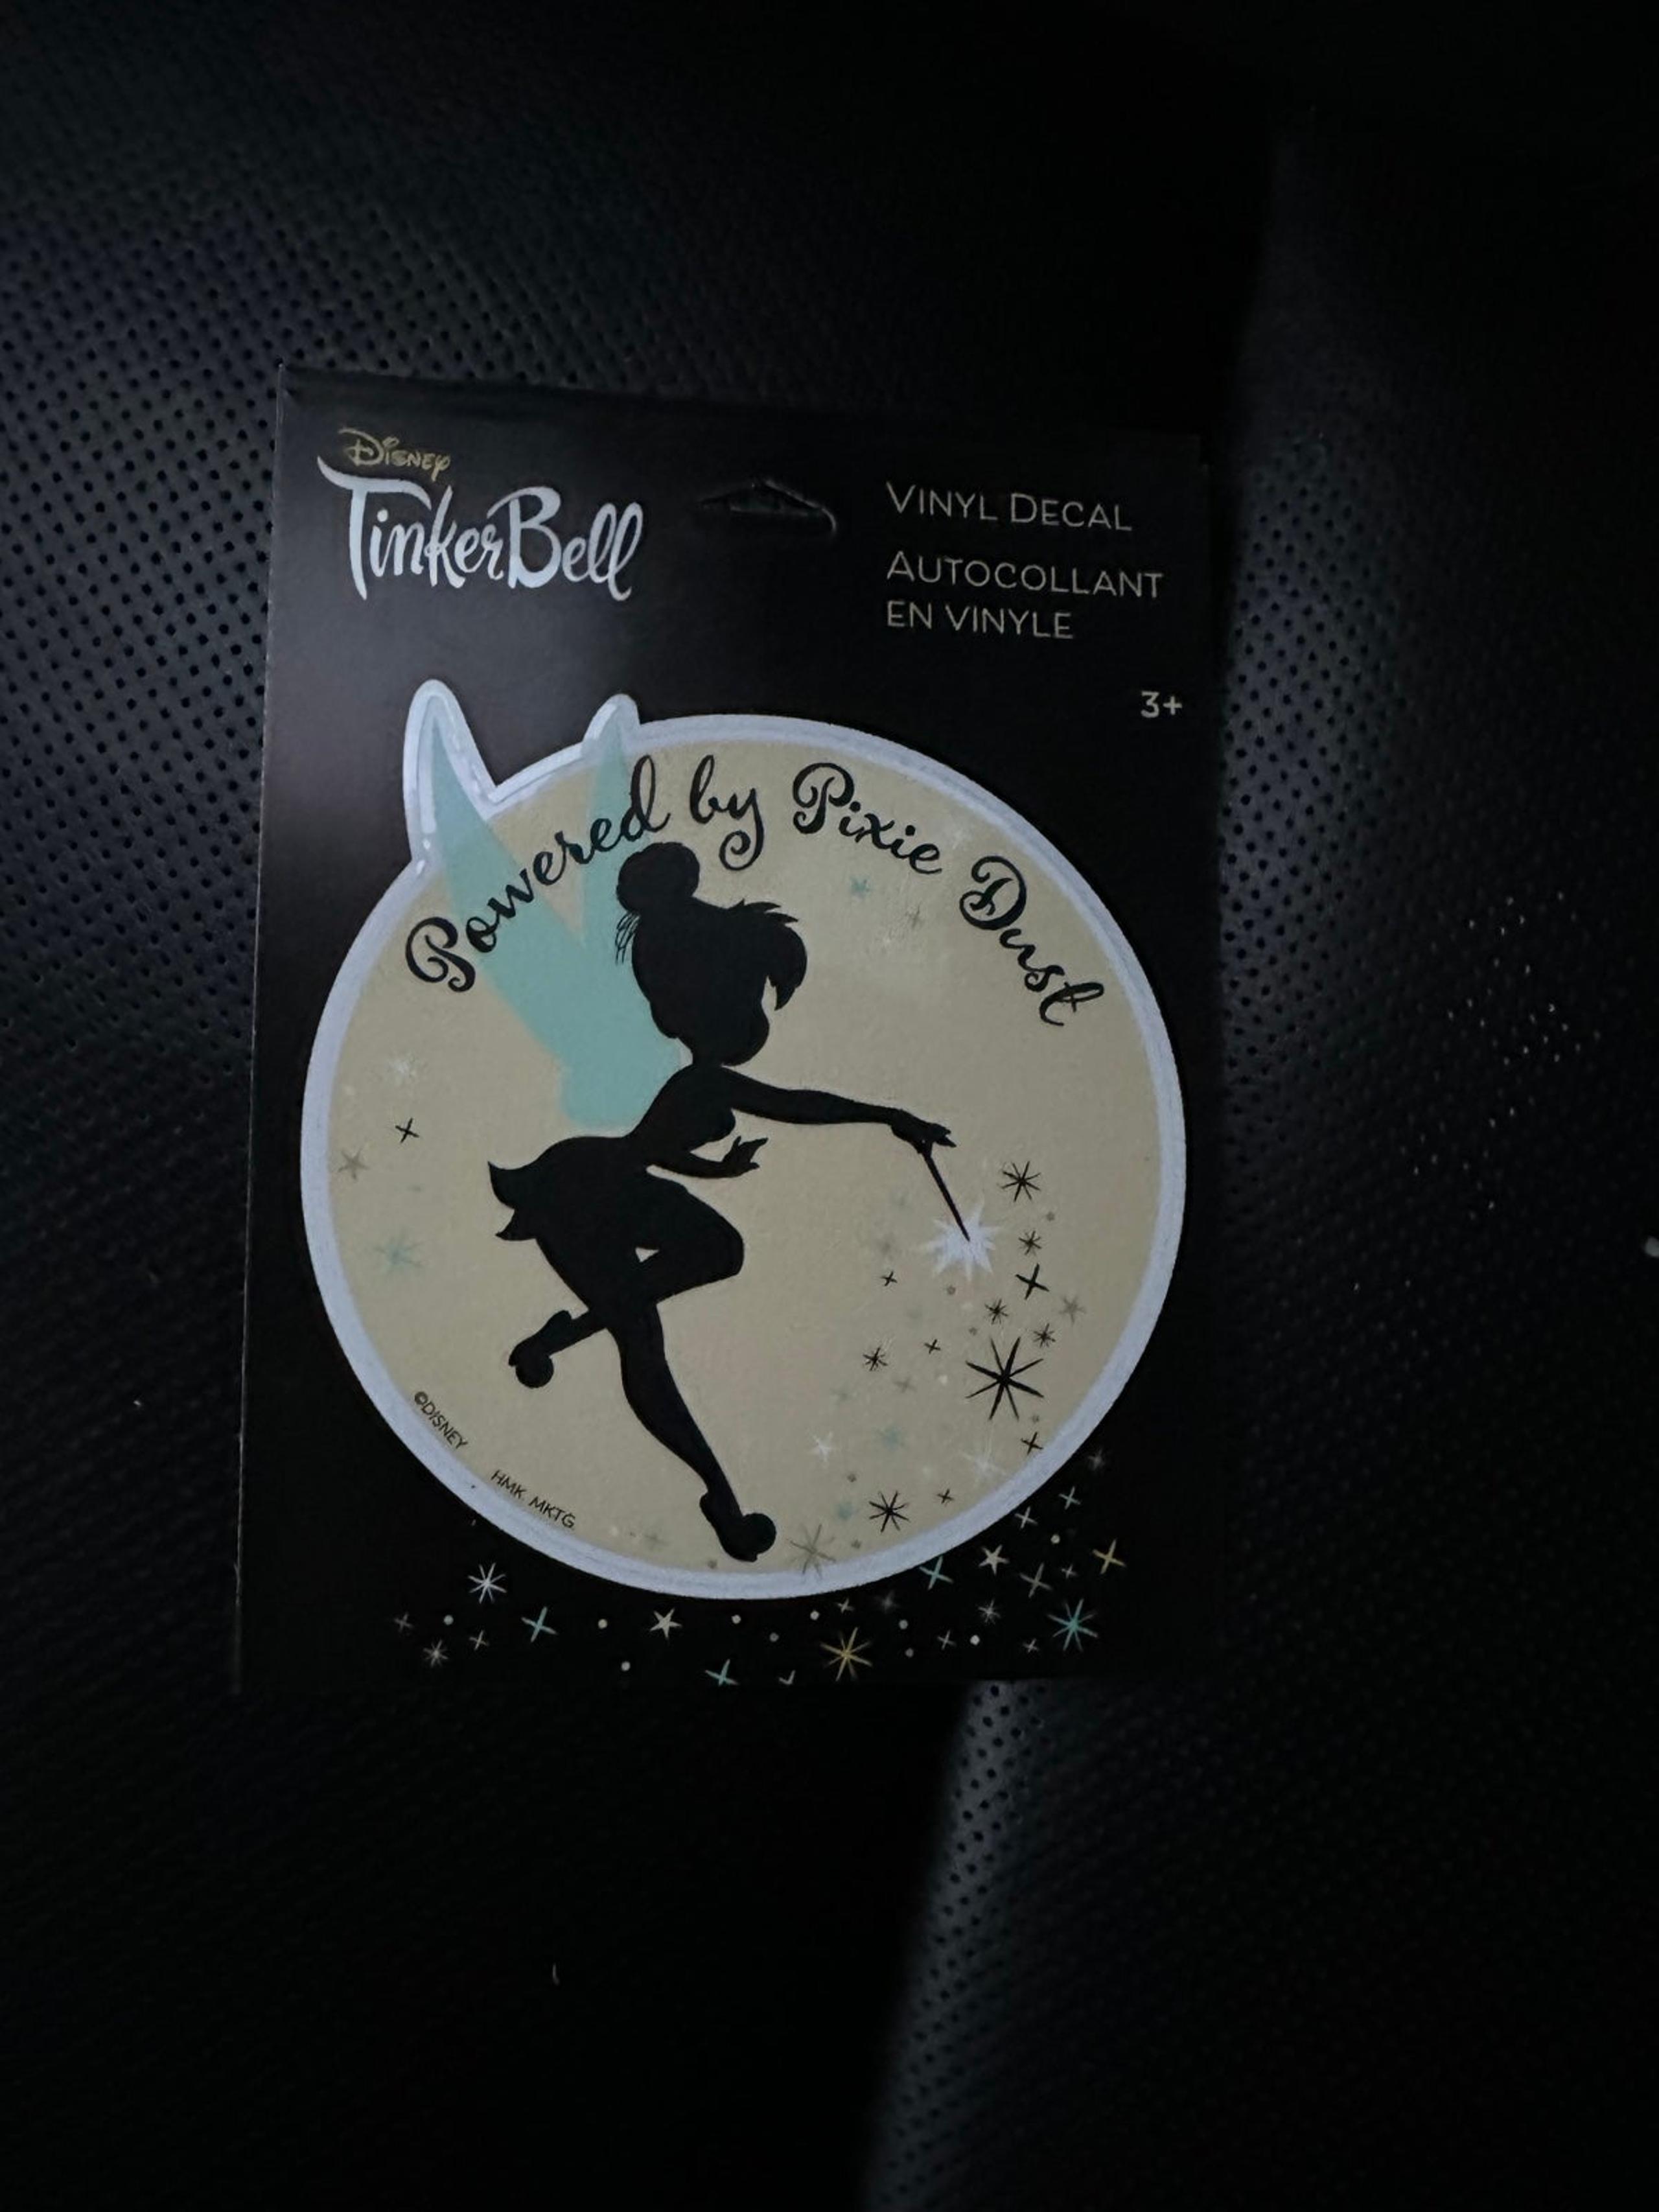 Disney
TinkerBell
VINYL DECAL
AUTOCOLLANT
EN VINYLE
3+
Powered by Pixie Dust
©DISNEY
HMK. MKTG